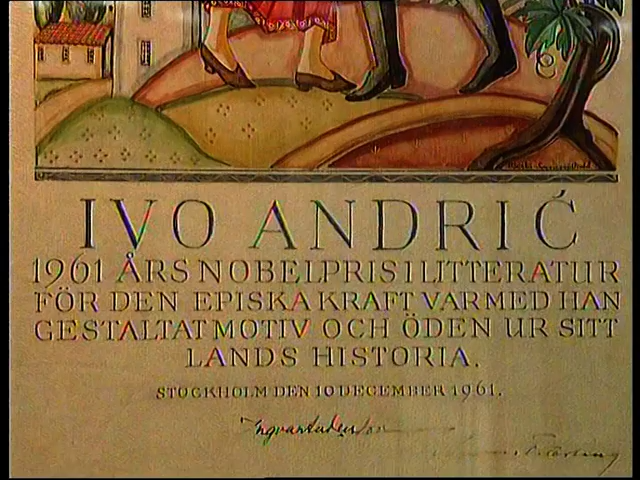 IVO ANDRIĆ
1961 ÅRS NOBELPRIS I LITTERATUR
FÖR DEN EPISKA KRAFT VARMED HAN
GESTALTAT MOTIV OCH ÖDEN UR SITT
LANDS HISTORIA.
STOCKHOLM DEN 10 DECEMBER 1961.